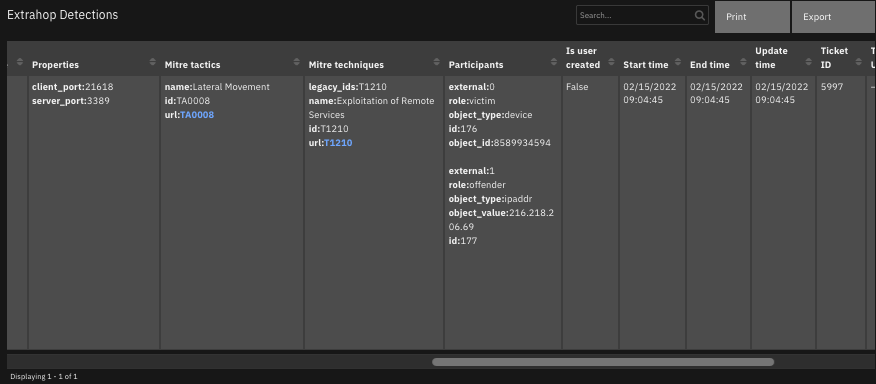 Extrahop Detections
Search...
Print
Export
Properties
Mitre tactics
Mitre techniques
Participants
Is user
created
Start time
End time
Update
time
Ticket
ID
client_port:21618
server_port:3389
name:Lateral Movement
id:TA0008
url:TA0008
legacy_ids:T1210
name:Exploitation of Remote
Services
id:T1210
url:T1210
external:0
role:victim
object_type:device
id:176
object_id:8589934594
external:1
role:offender
object_type:ipaddr
object_value:216.218.2
06.69
id:177
False
02/15/2022
09:04:45
02/15/2022
09:04:45
02/15/2022
09:04:45
5997
Displaying 1 - 1 of 1